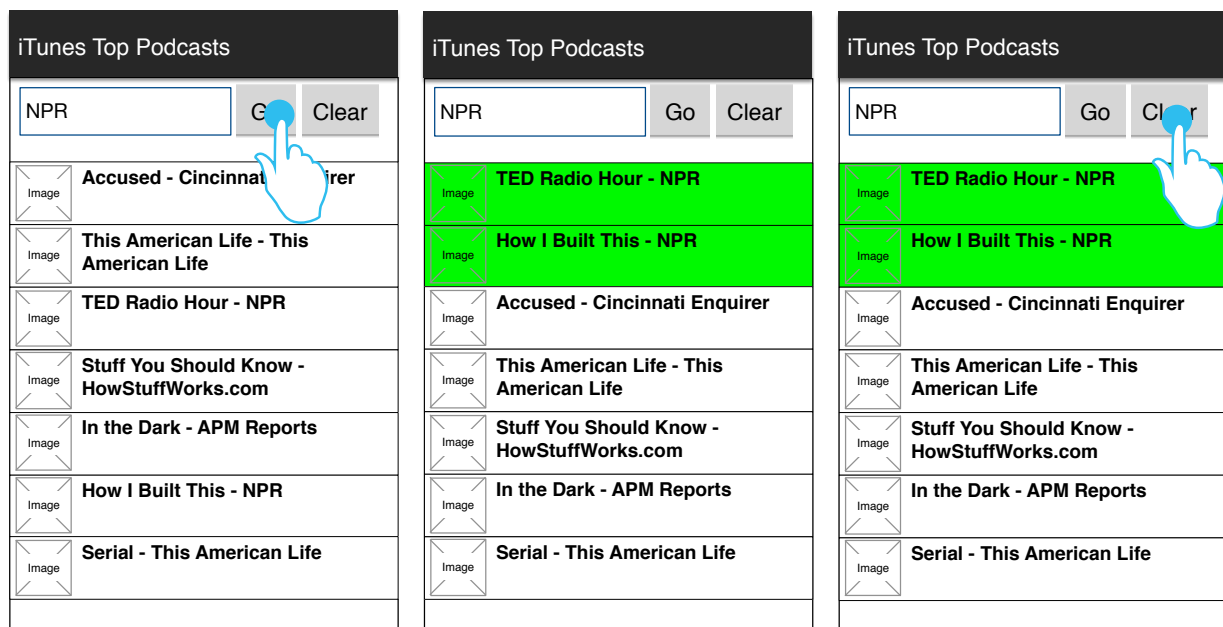 iTunes Top Podcasts
NPR
Clear
Image
Accused -
Image
This American Life - This
American Life
Image
TED Radio Hour - NPR
Image
Stuff You Should Know -
HowStuffWorks.com
Image
In the Dark - APM Reports
Image
How I Built This - NPR
Image
Serial - This American Life
iTunes Top Podcasts
NPR
Go
Clear
Image
TED Radio Hour - NPR
Image
How I Built This - NPR
Image
Accused - Cincinnati Enquirer
Image
This American Life - This
American Life
Image
Stuff You Should Know -
HowStuffWorks.com
Image
In the Dark - APM Reports
Image
Serial - This American Life
iTunes Top Podcasts
NPR
Go
Image
TED Radio Hour - NPR
Image
How I Built This - NPR
Image
Accused - Cincinnati Enquirer
Image
This American Life - This
American Life
Image
Stuff You Should Know -
HowStuffWorks.com
Image
In the Dark - APM Reports
Image
Serial - This American Life